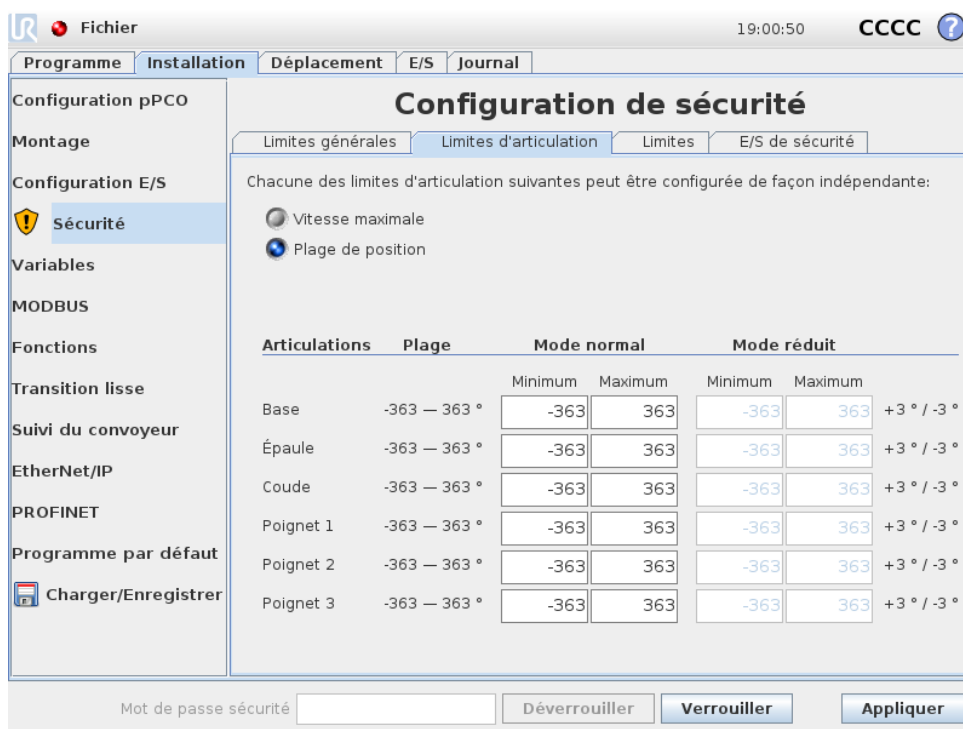 UR Fichier 19:00:50 CCCC ?
Programme Installation Déplacement E/S Journal
Configuration pPCO
Montage
Configuration E/S
Sécurité
Variables
MODBUS
Fonctions
Transition lisse
Suivi du convoyeur
EtherNet/IP
PROFINET
Programme par défaut
Charger/Enregistrer
Configuration de sécurité
Limites générales Limites d'articulation Limites E/S de sécurité
Chacune des limites d'articulation suivantes peut être configurée de façon indépendante:
Vitesse maximale
Plage de position
Articulations Plage Mode normal Mode réduit
Minimum Maximum Minimum Maximum
Base -363 — 363 ° -363 363 -363 363 +3 ° / -3 °
Épaule -363 — 363 ° -363 363 -363 363 +3 ° / -3 °
Coude -363 — 363 ° -363 363 -363 363 +3 ° / -3 °
Poignet 1 -363 — 363 ° -363 363 -363 363 +3 ° / -3 °
Poignet 2 -363 — 363 ° -363 363 -363 363 +3 ° / -3 °
Poignet 3 -363 — 363 ° -363 363 -363 363 +3 ° / -3 °
Mot de passe sécurité Déverrouiller Verrouiller Appliquer